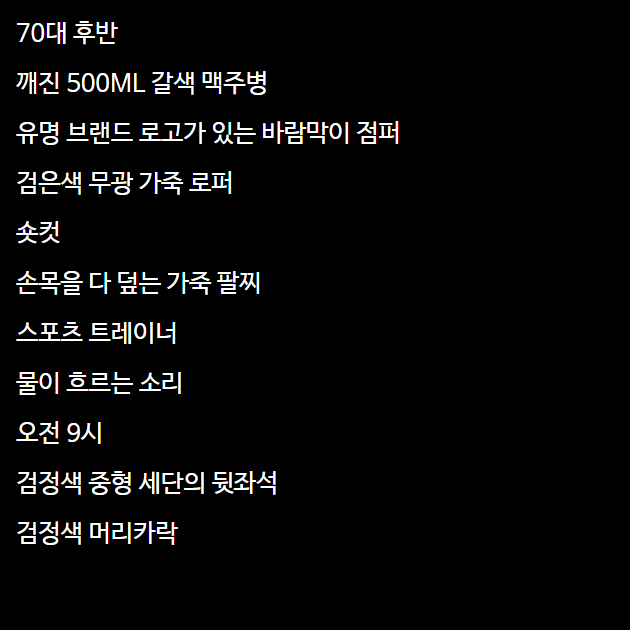 70대 후반
깨진 500ML 갈색 맥주병
유명 브랜드 로고가 있는 바람막이 점퍼
검은색 무광 가죽 로퍼
숏컷
손목을 다 덮는 가죽 팔찌
스포츠 트레이너
물이 흐르는 소리
오전 9시
검정색 중형 세단의 뒷좌석
검정색 머리카락